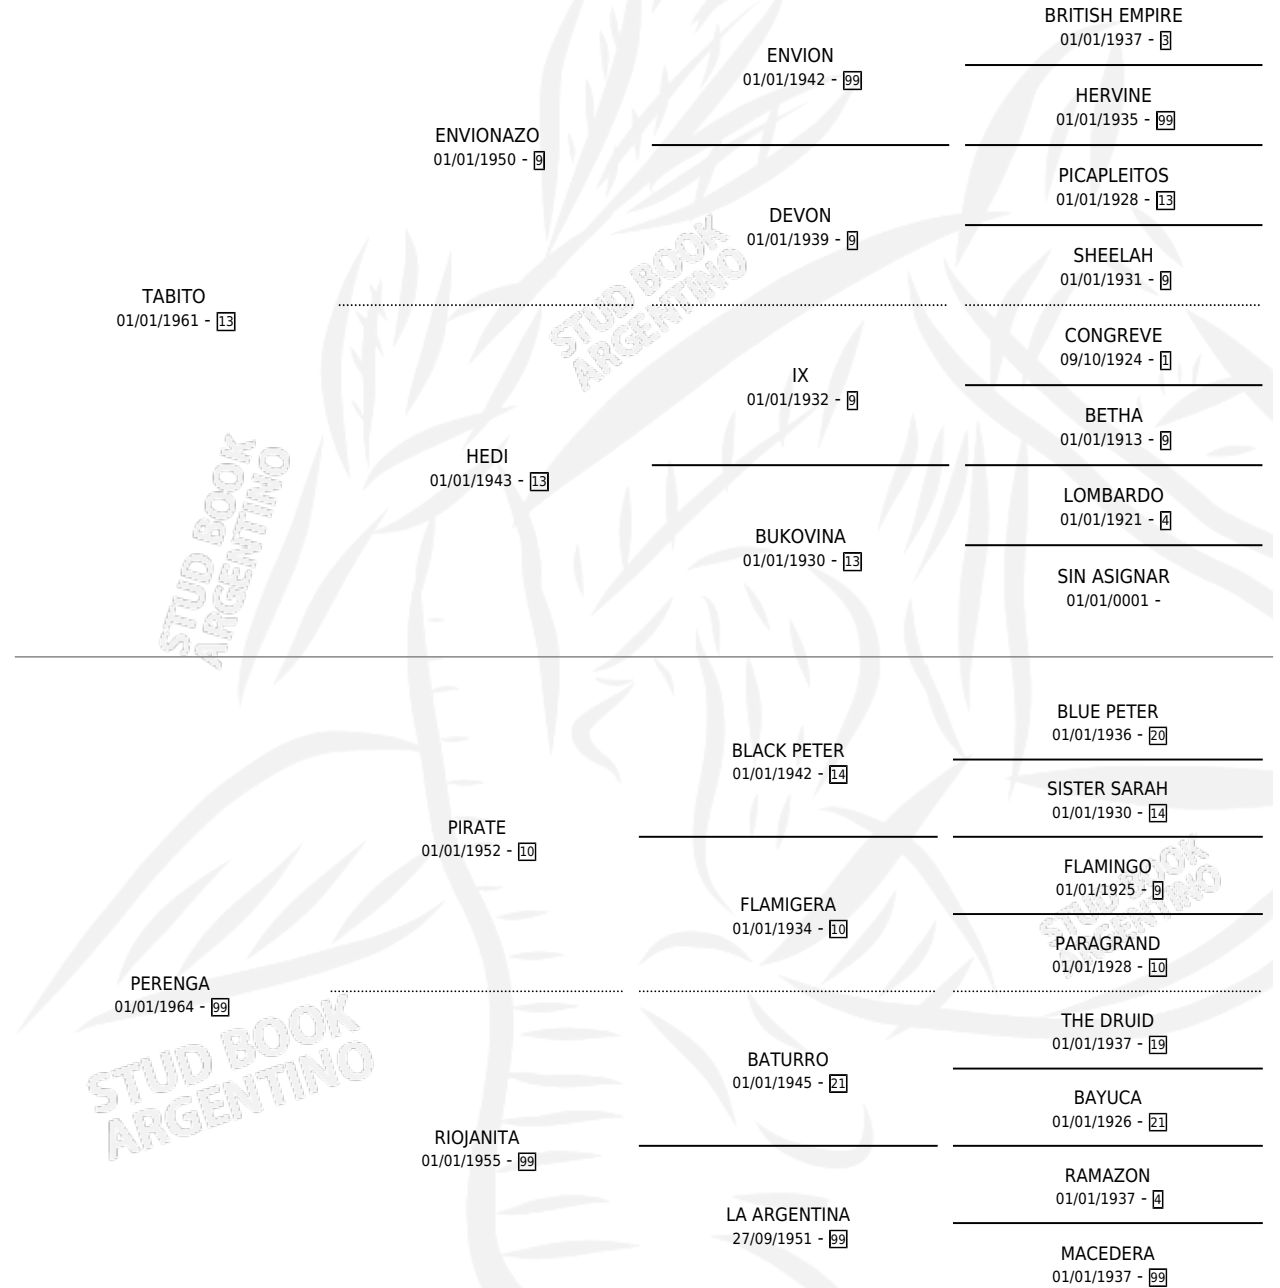 BRITISH EMPIRE
01/01/1937 - 3
ENVION
01/01/1942 - 99
HERVINE
01/01/1935 - 99
ENVIONAZO
01/01/1950 - 9
PICAPLEITOS
01/01/1928 - 13
DEVON
01/01/1939 - 9
SHEELAH
01/01/1931 - 9
TABITO
01/01/1961 - 13
CONGREVE
09/10/1924 - 1
IX
01/01/1932 - 9
BETHA
01/01/1913 - 9
HEDI
01/01/1943 - 13
LOMBARDO
01/01/1921 - 4
BUKOVINA
01/01/1930 - 13
SIN ASIGNAR
01/01/0001 -
BLUE PETER
01/01/1936 - 20
BLACK PETER
01/01/1942 - 14
SISTER SARAH
01/01/1930 - 14
PIRATE
01/01/1952 - 10
FLAMINGO
01/01/1925 - 9
FLAMIGERA
01/01/1934 - 10
PARAGRAND
01/01/1928 - 10
PERENGA
01/01/1964 - 99
THE DRUID
01/01/1937 - 19
BATURRO
01/01/1945 - 21
BAYUCA
01/01/1926 - 21
RIOJANITA
01/01/1955 - 99
RAMAZON
01/01/1937 - 4
LA ARGENTINA
27/09/1951 - 99
MACEDERA
01/01/1937 - 99
STUD BOOK
ARGENTINO
STUD BOOK
ARGENTINO
STUD BOOK
ARGENTINO
STUD BOOK
ARGENTINO